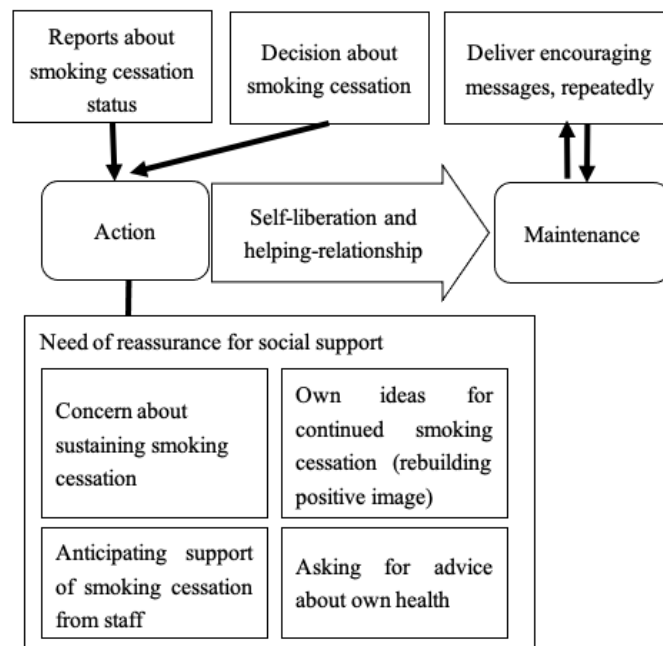 Reports about
smoking cessation
status
Decision about
smoking cessation
Deliver encouraging
messages, repeatedly
Action
Self-liberation and
helping-relationship
Maintenance
Need of reassurance for social support
Concern about
sustaining smoking
cessation
Own ideas for
continued smoking
cessation (rebuilding
positive image)
Anticipating support
of smoking cessation
from staff
Asking for advice
about own health